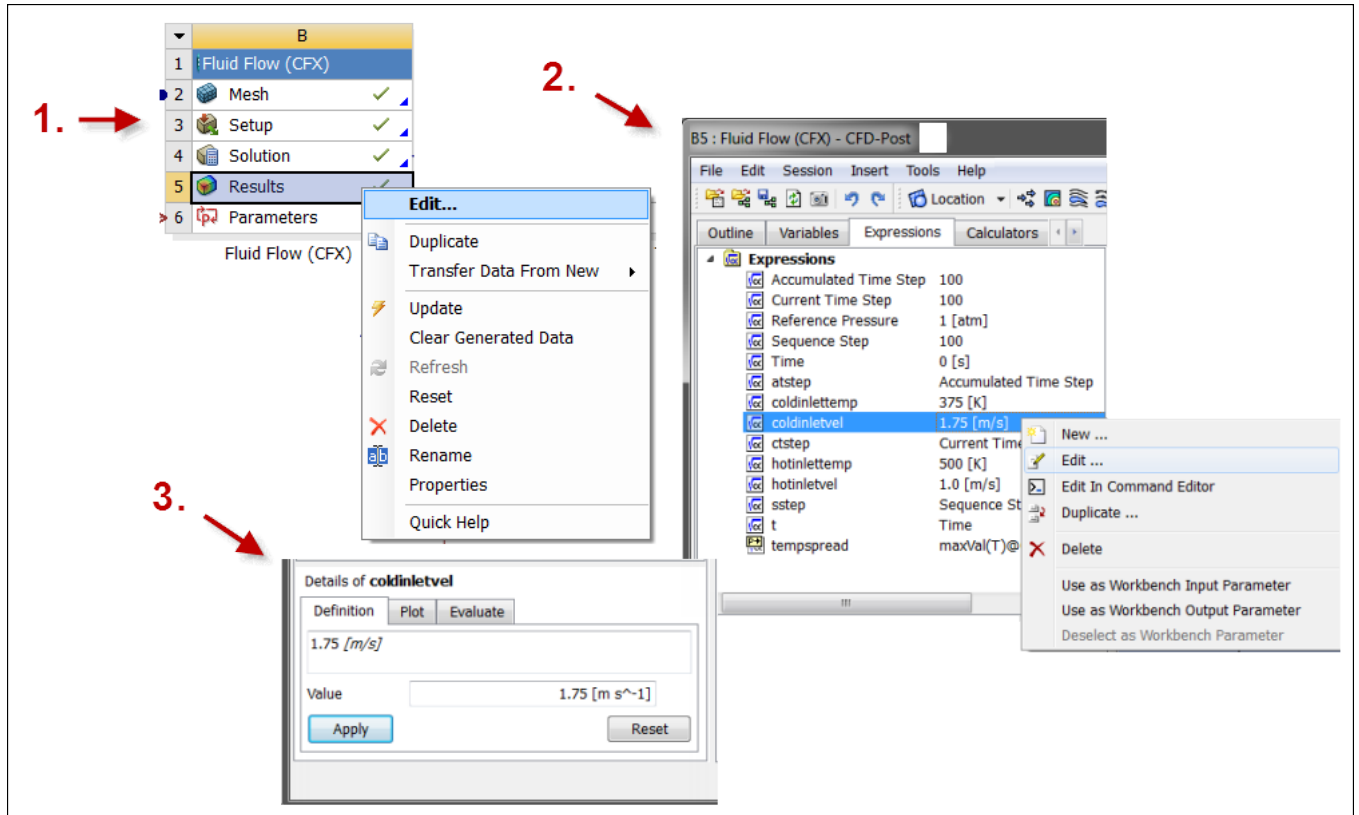 1.
B
1 Fluid Flow (CFX)
2 Mesh
3 Setup
4 Solution
5 Results
6 Parameters
Fluid Flow (CFX)
Edit...
Duplicate
Transfer Data From New
Update
Clear Generated Data
Refresh
Reset
Delete
Rename
Properties
Quick Help
2.
B5 : Fluid Flow (CFX) - CFD-Post
File Edit Session Insert Tools Help
Location
Outline Variables Expressions Calculators
Expressions
Accumulated Time Step 100
Current Time Step 100
Reference Pressure 1 [atm]
Sequence Step 100
Time 0 [s]
atstep Accumulated Time Step
coldinlettemp 375 [K]
coldinletvel 1.75 [m/s]
ctstep Current Time
hotinlettemp 500 [K]
hotinletvel 1.0 [m/s]
sstep Sequence St
t Time
tempspread maxVal(T)@
New ...
Edit ...
Edit In Command Editor
Duplicate ...
Delete
Use as Workbench Input Parameter
Use as Workbench Output Parameter
Deselect as Workbench Parameter
3.
Details of coldinletvel
Definition Plot Evaluate
1.75 [m/s]
Value 1.75 [m s^-1]
Apply Reset